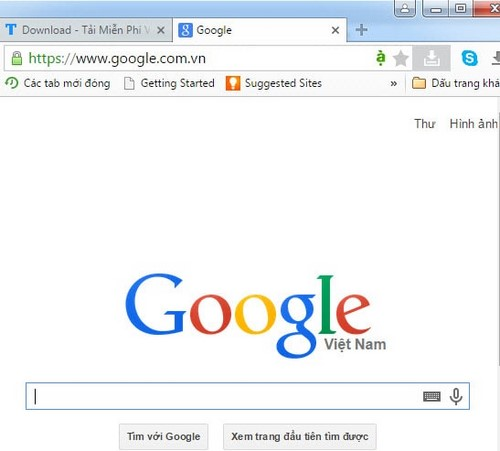 Download - Tải Miễn Phí V
Google
https://www.google.com.vn
Các tab mới đóng
Getting Started
Suggested Sites
»
Dấu trang khá
Thư
Hình ảnh
Google
Việt Nam
Tìm với Google
Xem trang đầu tiên tìm được